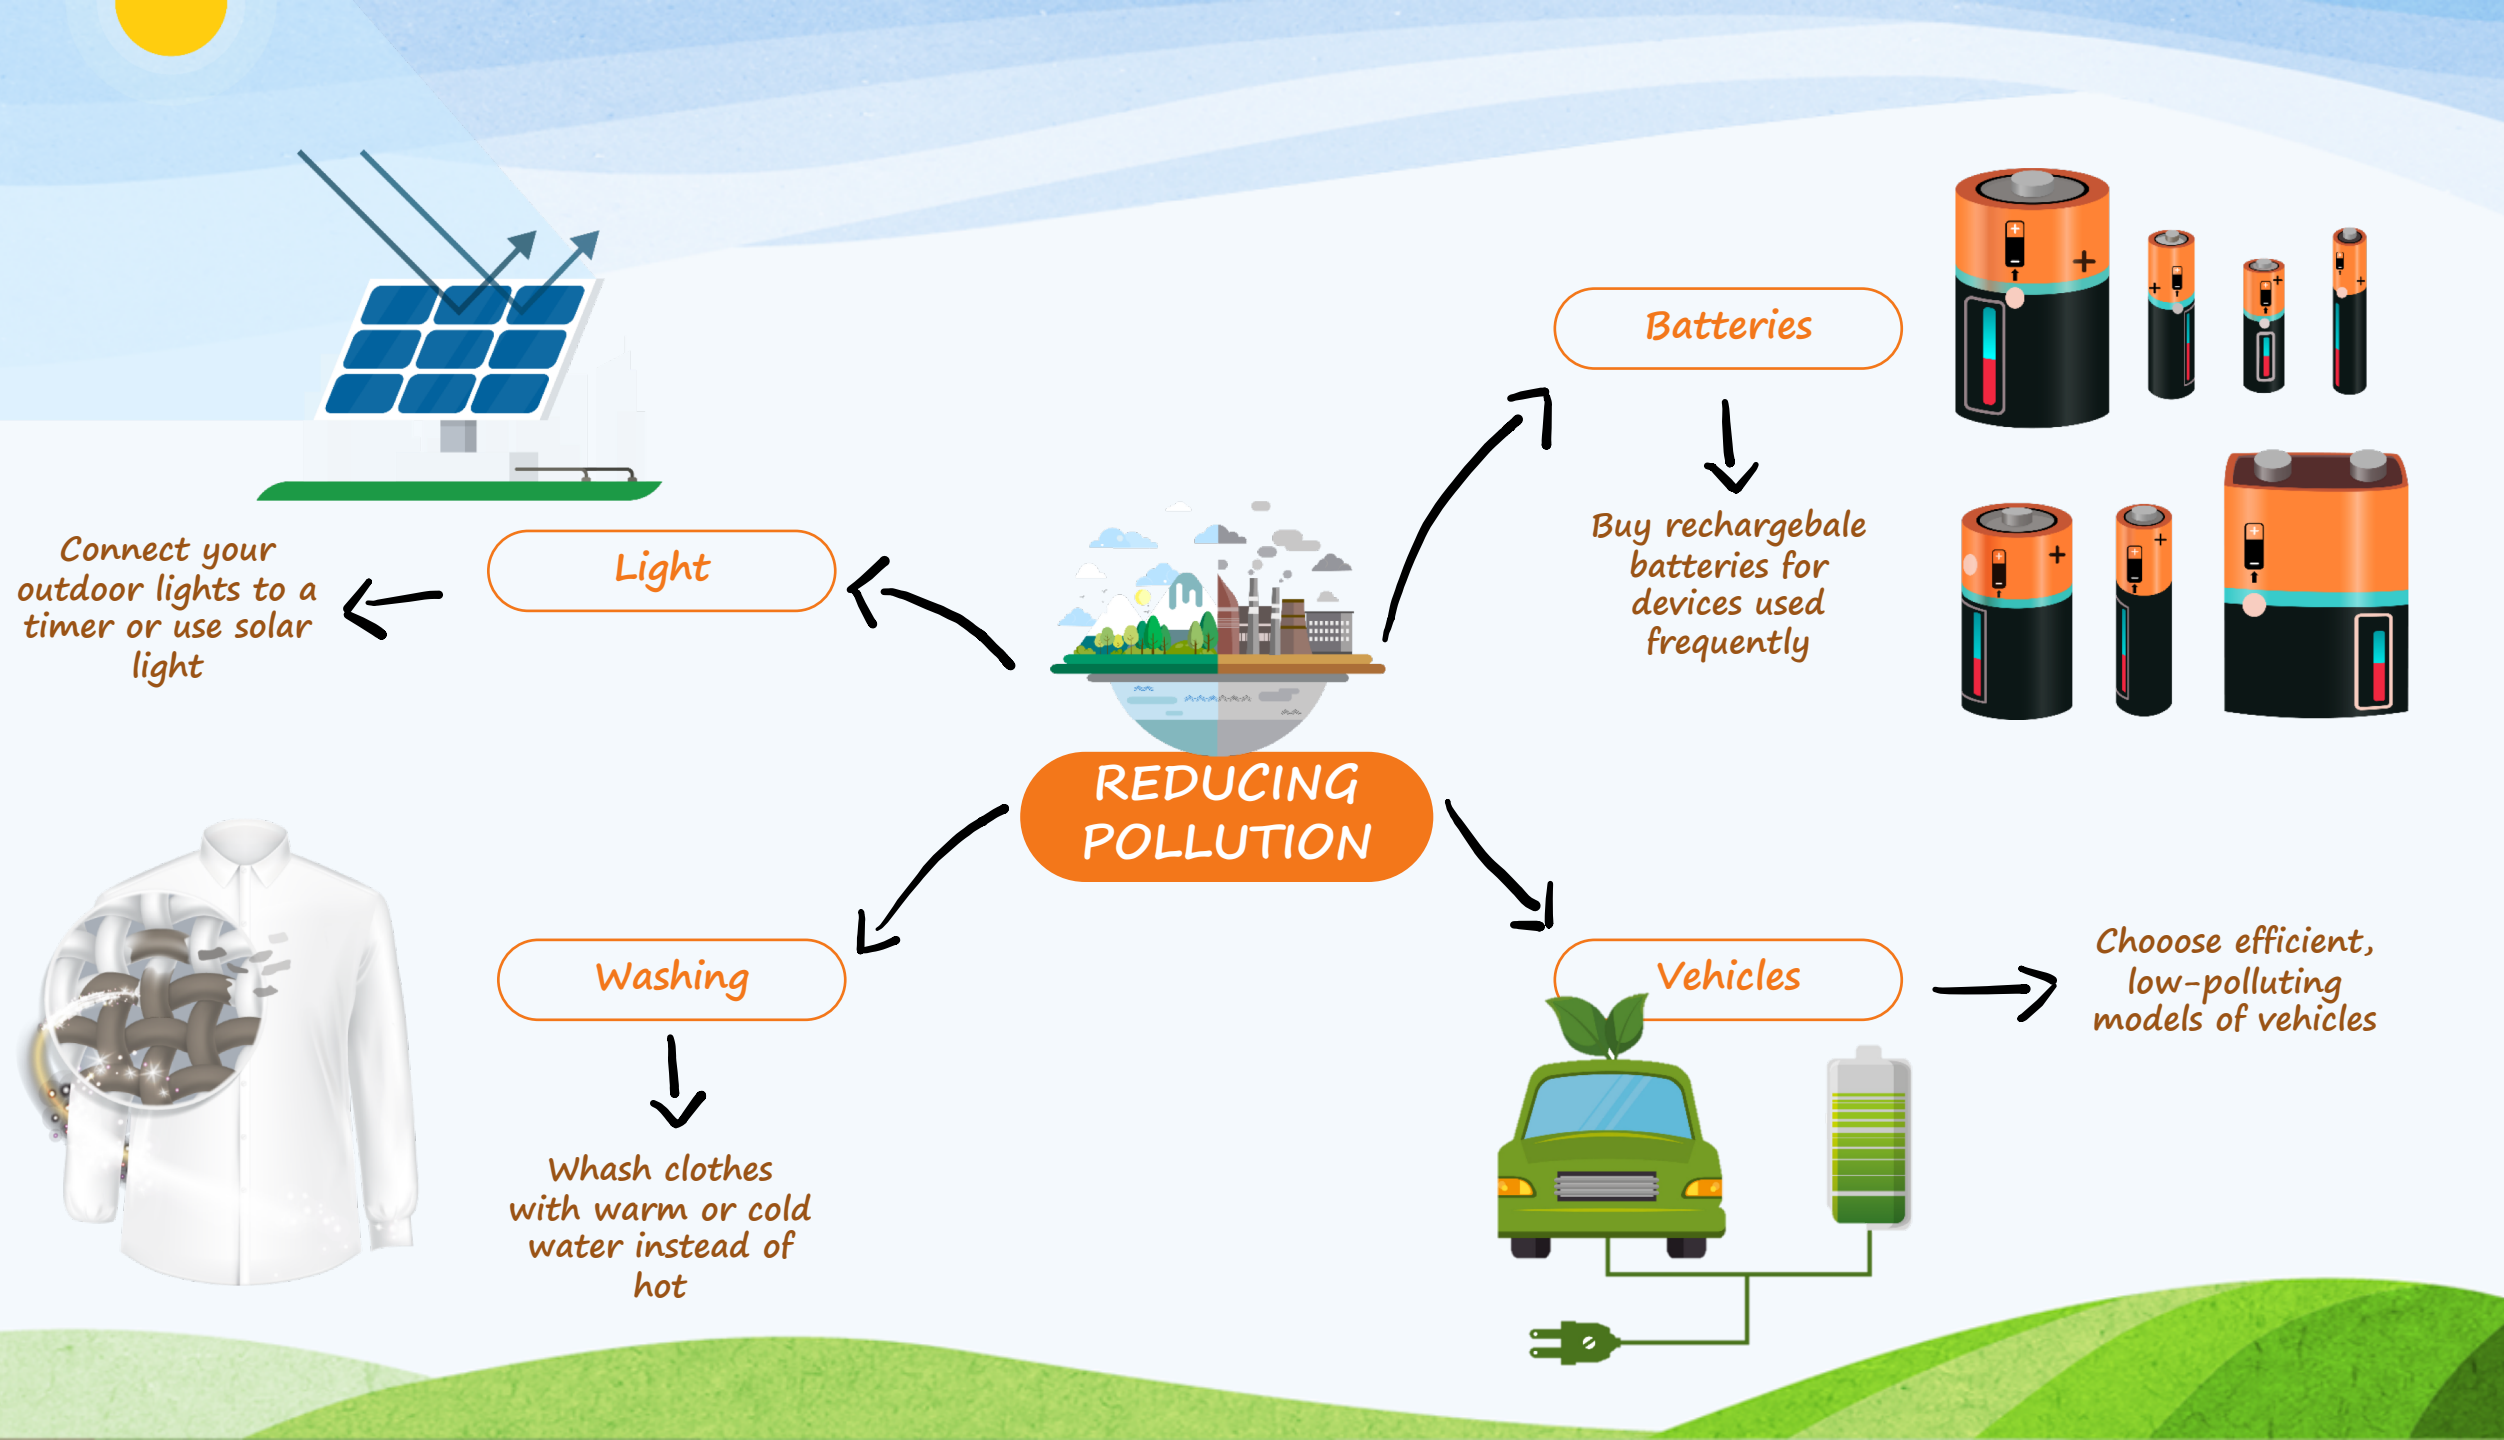 REDUCING
POLLUTION
Light
Connect your
outdoor lights to a
timer or use solar
light
Batteries
Buy rechargebale
batteries for
devices used
frequently
Washing
Whash clothes
with warm or cold
water instead of
hot
Vehicles
Chooose efficient,
low-polluting
models of vehicles